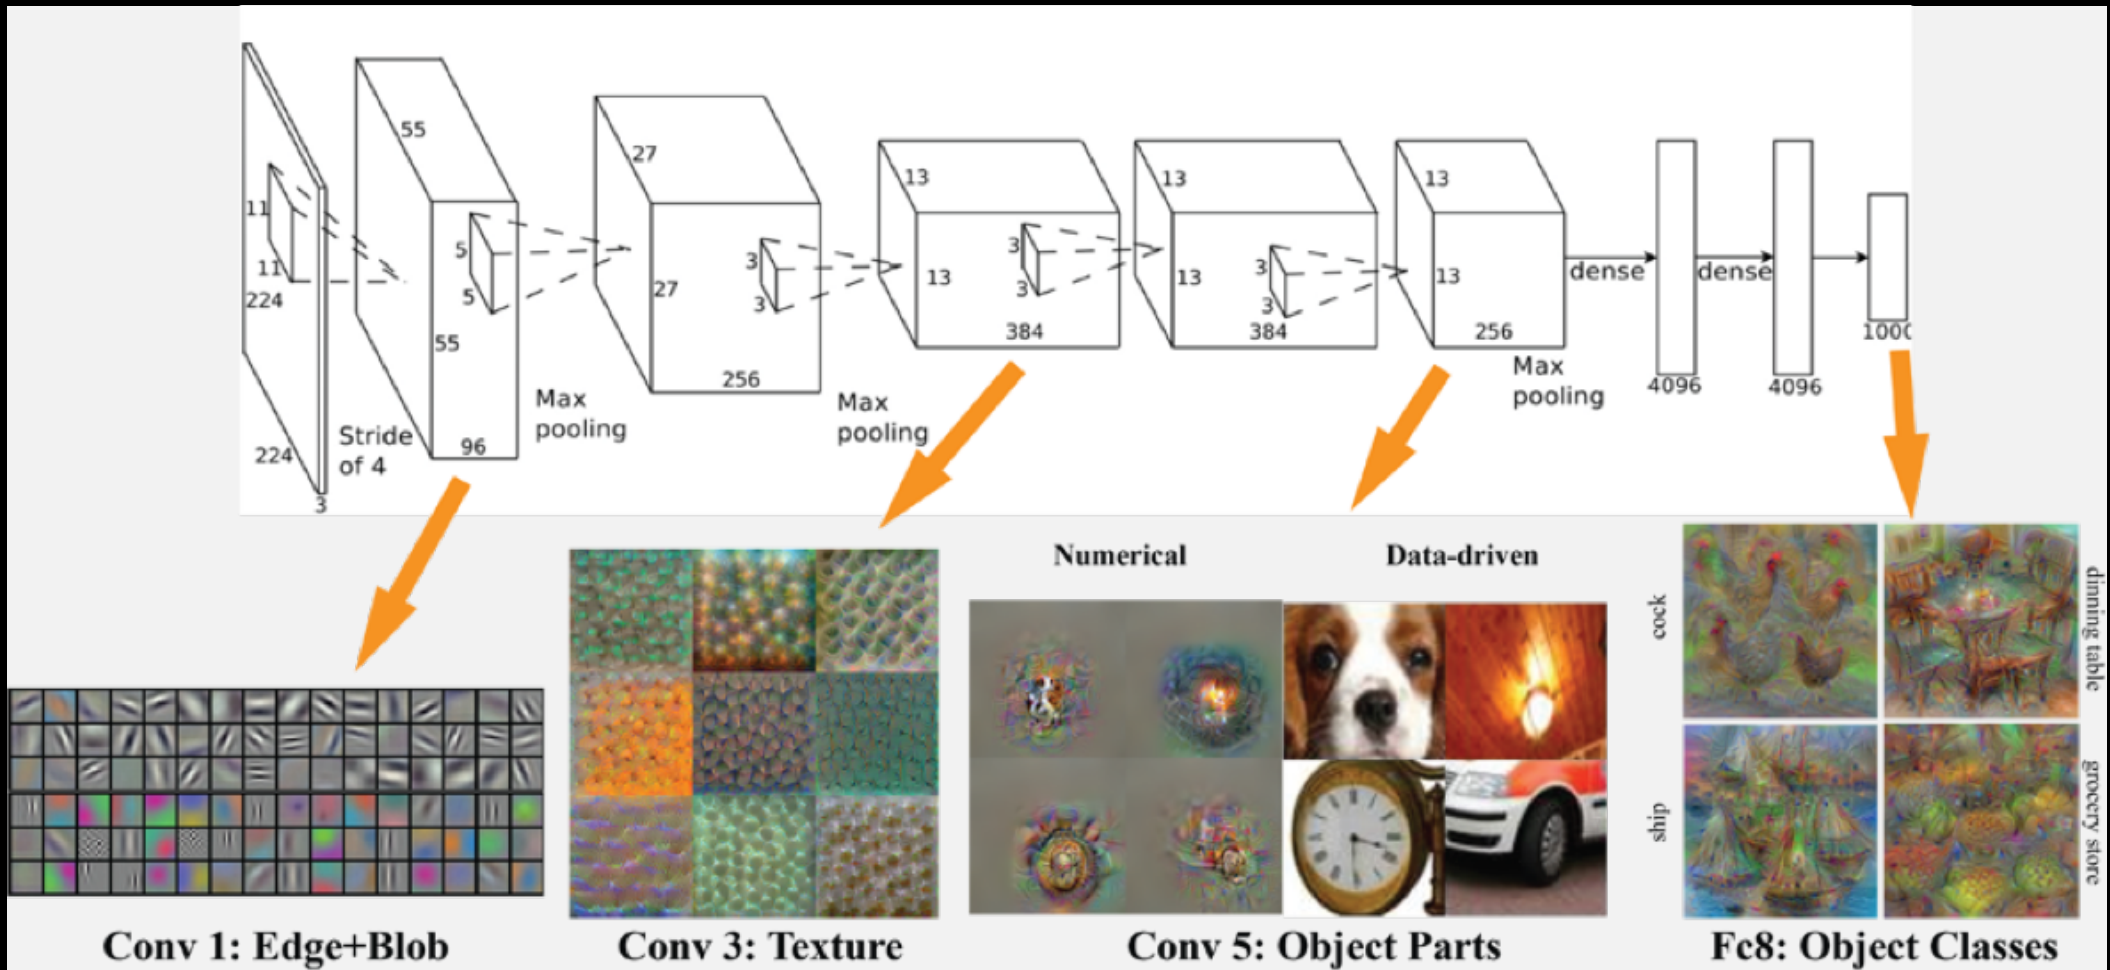 55
27
13
13
13
11
5
3
3
3
11
5
3
3
3
224
55
27
13
13
13
dense
dense
384
384
256
1000
256
Max
pooling
4096
4096
Max
pooling
Max
pooling
Stride
of 4
96
224
3
Numerical
Data-driven
cock
dinning table
ship
grocery store
Conv 1: Edge+Blob
Conv 3: Texture
Conv 5: Object Parts
Fc8: Object Classes